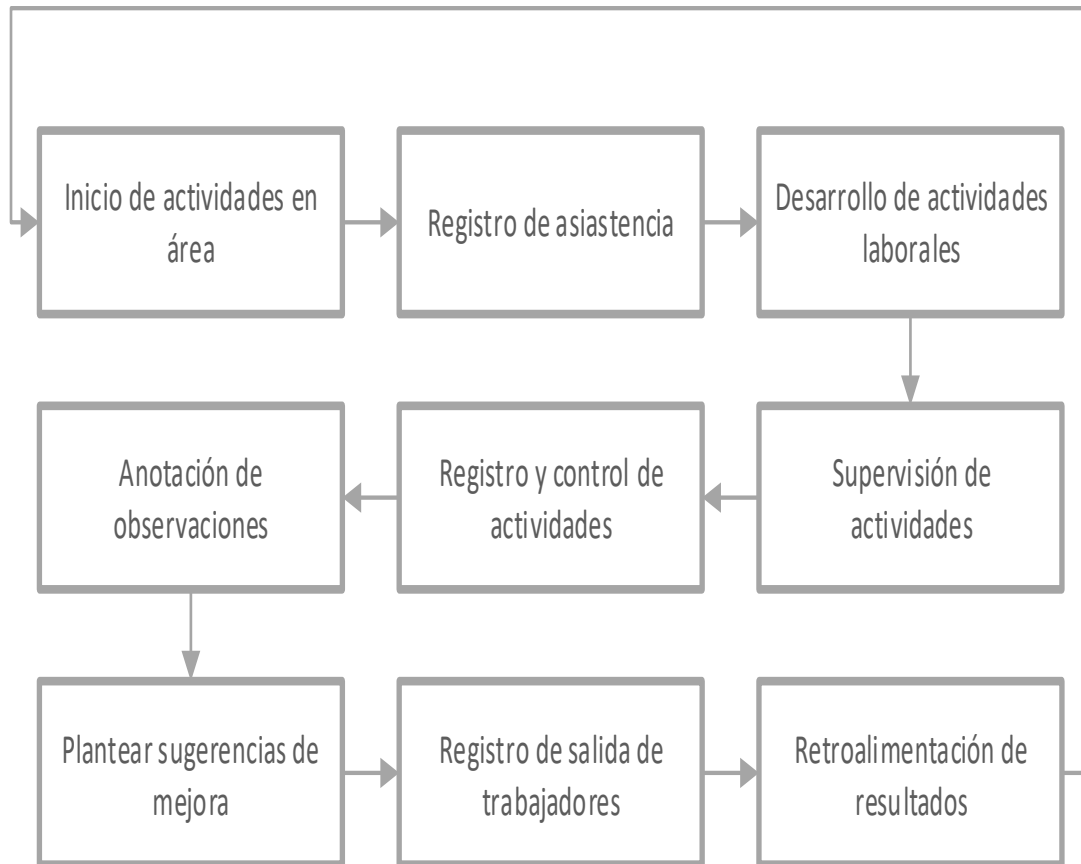 Inicio de actividades en
área
Registro de asiastencia
Desarrollo de actividades
laborales
Anotación de
observaciones
Registro y control de
actividades
Supervisión de
actividades
Plantear sugerencias de
mejora
Registro de salida de
trabajadores
Retroalimentación de
resultados